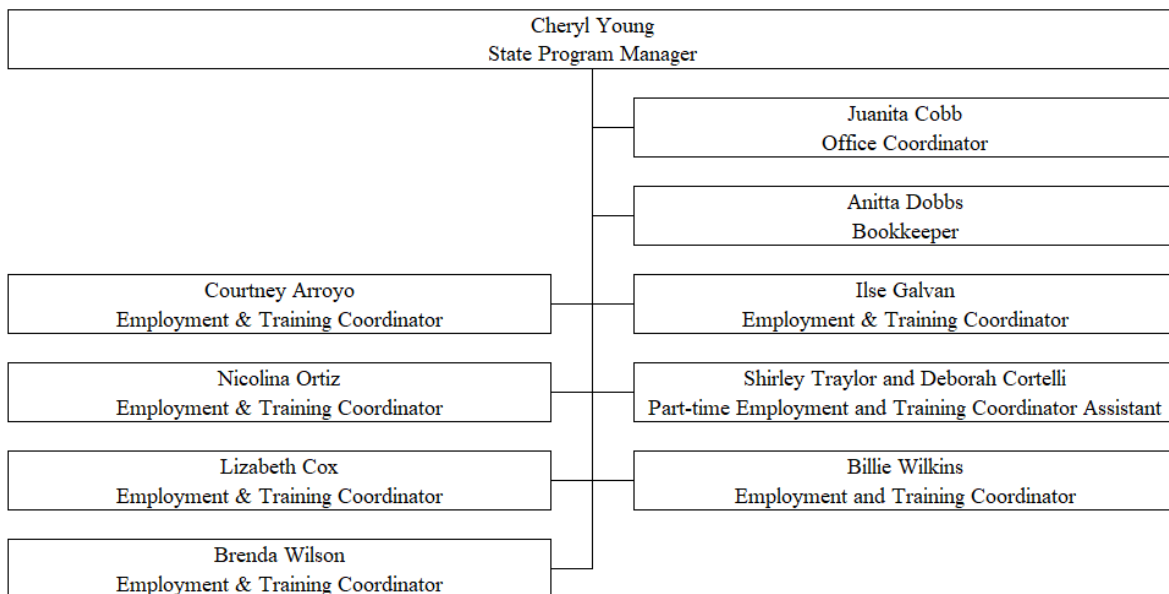 Cheryl Young
State Program Manager
Juanita Cobb
Office Coordinator
Anitta Dobbs
Bookkeeper
Courtney Arroyo
Employment & Training Coordinator
Ilse Galvan
Employment & Training Coordinator
Nicolina Ortiz
Employment & Training Coordinator
Shirley Traylor and Deborah Cortelli
Part-time Employment and Training Coordinator Assistant
Lizabeth Cox
Employment & Training Coordinator
Billie Wilkins
Employment and Training Coordinator
Brenda Wilson
Employment & Training Coordinator